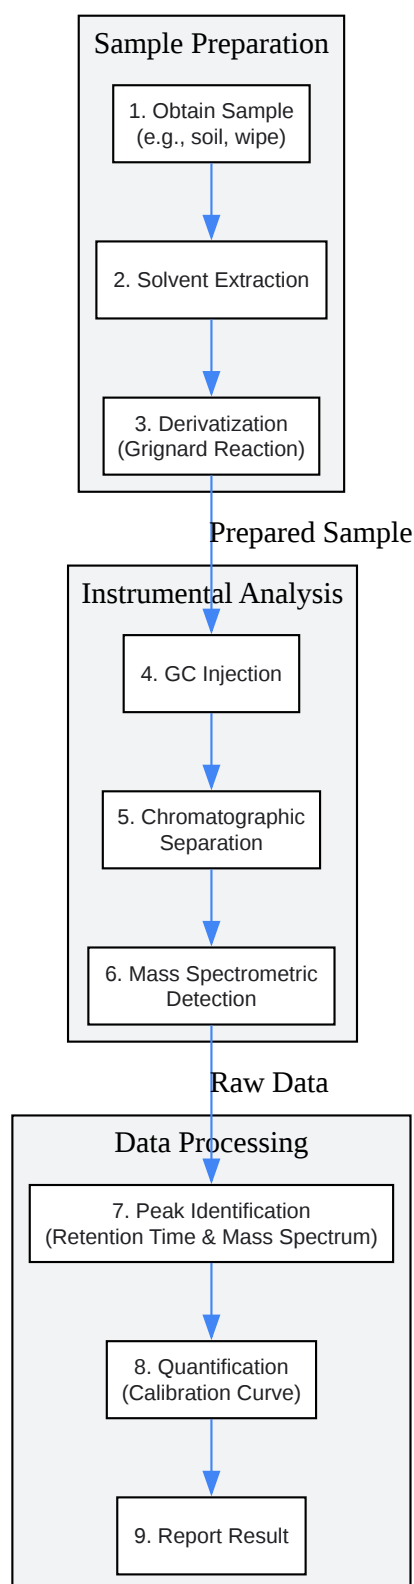 Sample Preparation
1. Obtain Sample
(e.g., soil, wipe)
2. Solvent Extraction
3. Derivatization
(Grignard Reaction)
Prepared Sample
Instrumental Analysis
4. GC Injection
5. Chromatographic
Separation
6. Mass Spectrometric
Detection
Raw Data
Data Processing
7. Peak Identification
(Retention Time & Mass Spectrum)
8. Quantification
(Calibration Curve)
9. Report Result